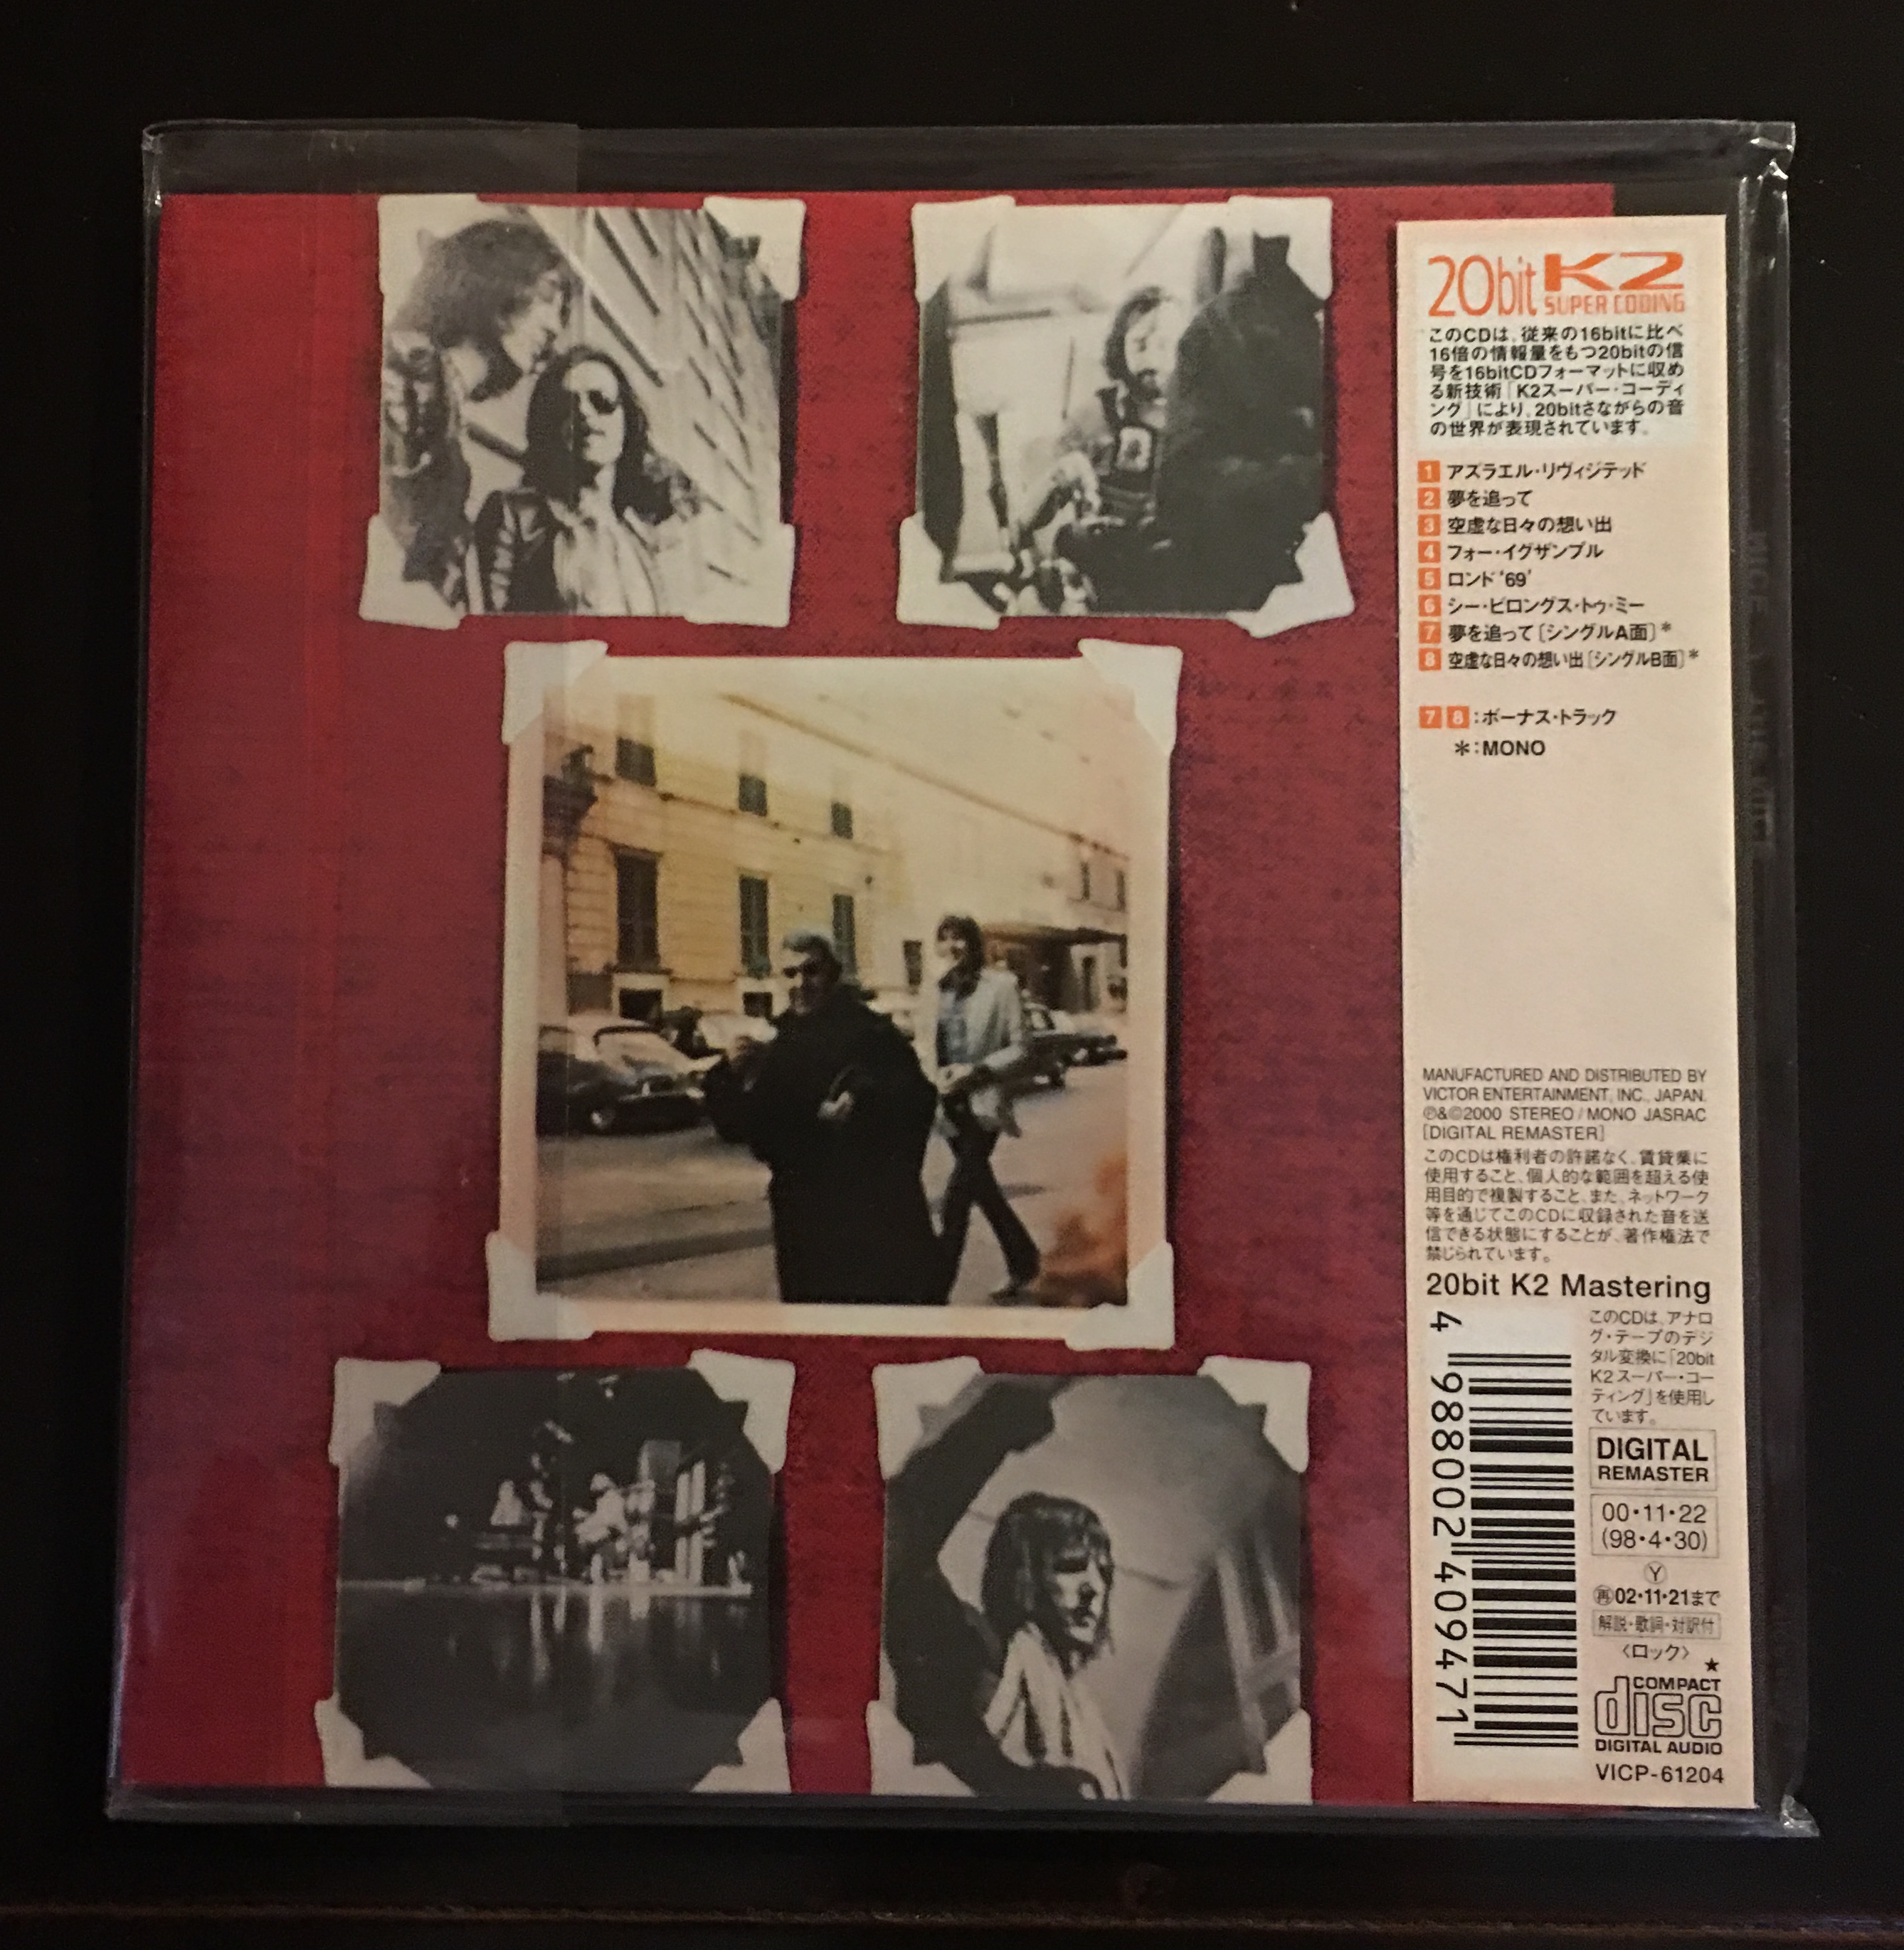 20bit K2
SUPER CODING
このCDは、従来の16bitに比べ
16倍の情報量をもつ20bitの信
号を16bitCDフォーマットに収め
る新技術「K2スーパー・コーディ
ング」により、20bitさながらの音
の世界が表現されています。
1 アズラエル・リヴィジテッド
2 夢を追って
3 空虚な日々の想い出
4 フォー・イグザンプル
5 ロンド'69'
6 シー・ビロングス・トゥ・ミー
7 夢を追って〔シングルA面〕*
8 空虚な日々の想い出〔シングルB面〕*
7 8:ボーナス・トラック
*:MONO
MANUFACTURED AND DISTRIBUTED BY
VICTOR ENTERTAINMENT, INC., JAPAN.
℗&©2000 STEREO/MONO JASRAC
[DIGITAL REMASTER]
このCDは権利者の許諾なく、賃貸業に
使用すること、個人的な範囲を超える使
用目的で複製すること、また、ネットワーク
等を通じてこのCDに収録された音を送
信できる状態にすることが、著作権法で
禁じられています。
20bit K2 Mastering
4 988002 409471
このCDは、アナロ
グ・テープのデジ
タル変換に「20bit
K2スーパー・コー
ディング」を使用し
ています。
DIGITAL
REMASTER
00・11・22
(98・4・30)
Ⓨ
㊢02・11・21まで
解説・歌詞・対訳付
〈ロック〉
★
COMPACT
disc
DIGITAL AUDIO
VICP-61204